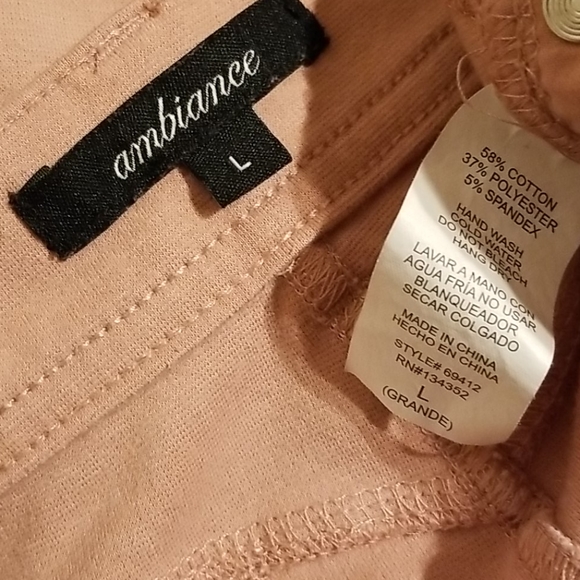 ambiance
L
58% COTTON
37% POLYESTER
5% SPANDEX
HAND WASH
COLD WATER
DO NOT BLEACH
HANG DRY
LAVAR A MANO CON
AGUA FRÍA NO USAR
BLANQUEADOR
SECAR COLGADO
MADE IN CHINA
HECHO EN CHINA
STYLE# 69412
RN#134352
L
(GRANDE)